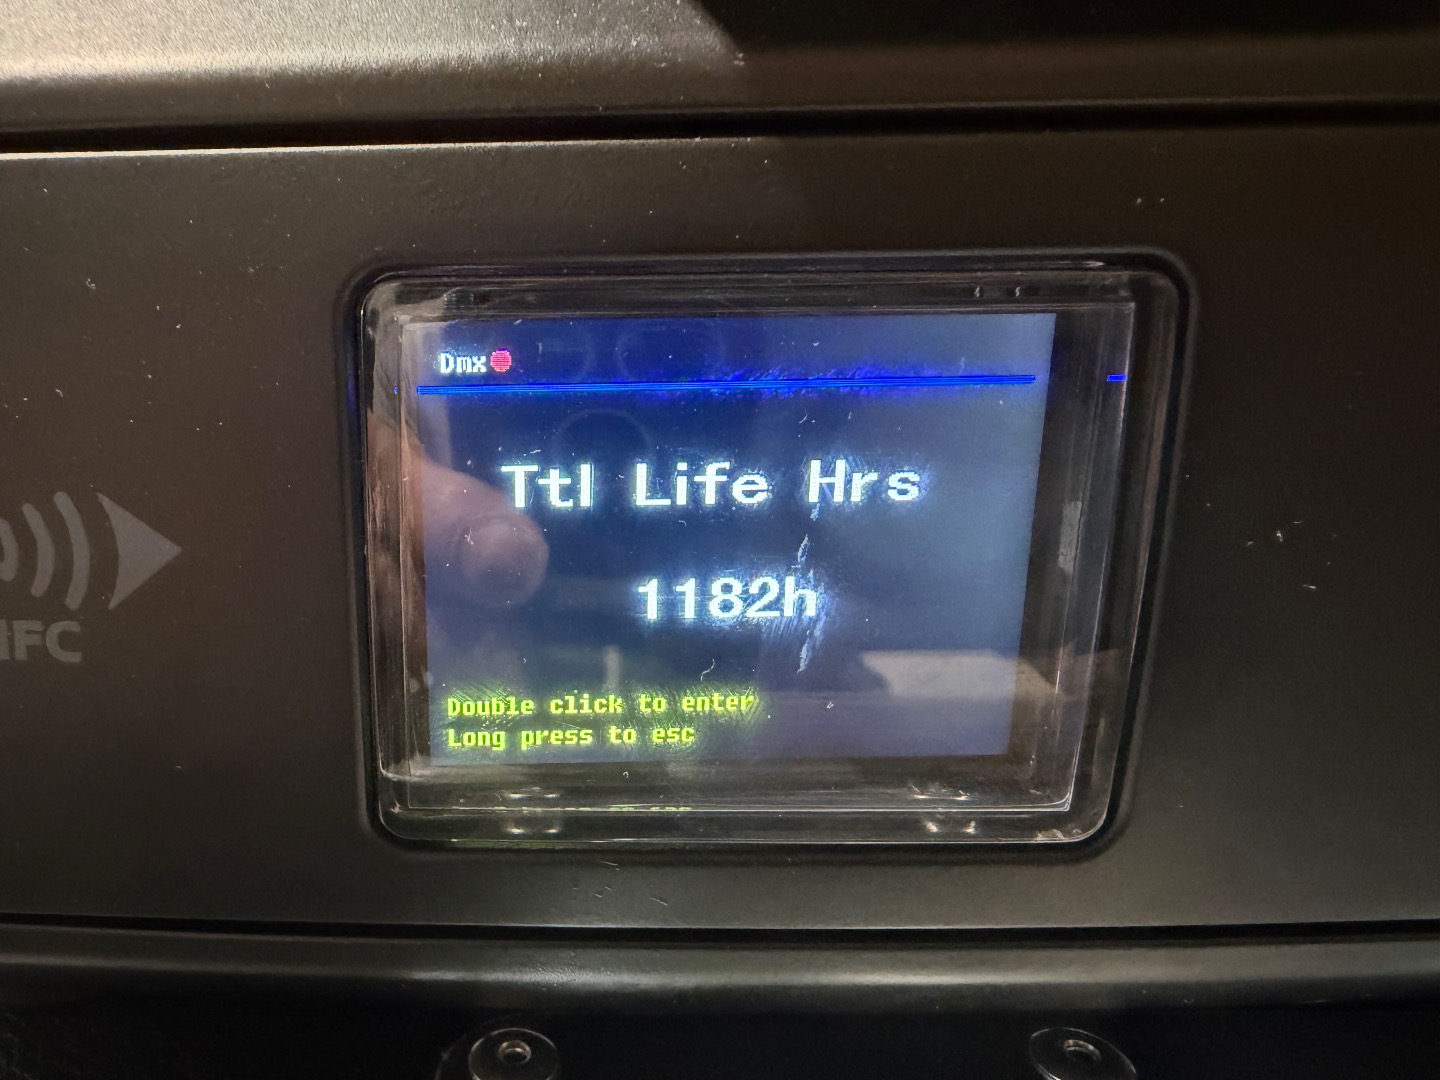 Dmx
Ttl Life Hrs
1182h
Double click to enter
Long press to esc
NFC